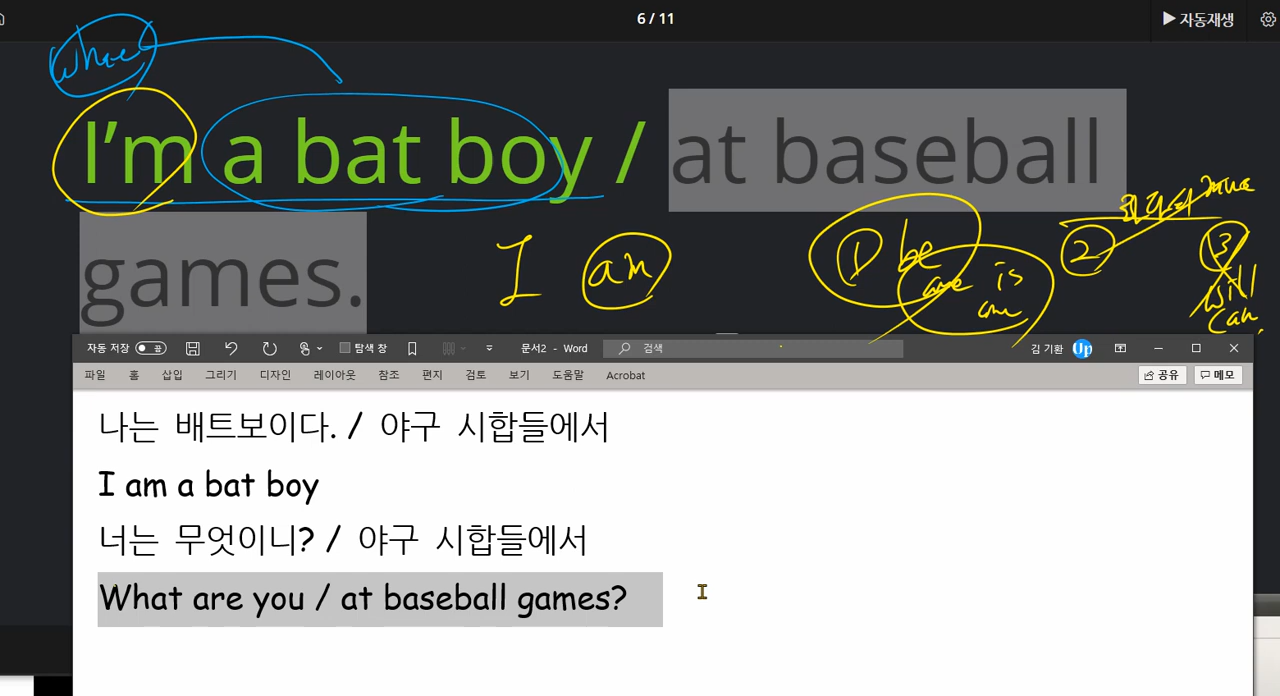 6 / 11
자동재생
I'm a bat boy / at baseball
games.
I am
① be
② ③
is
will
can
자동 저장 끔 탐색 창 문서2 - Word 검색 김 기환 Up
파일 홈 삽입 그리기 디자인 레이아웃 참조 편지 검토 보기 도움말 Acrobat 공유 메모
나는 배트보이다. / 야구 시합들에서
I am a bat boy
너는 무엇이니? / 야구 시합들에서
What are you / at baseball games?